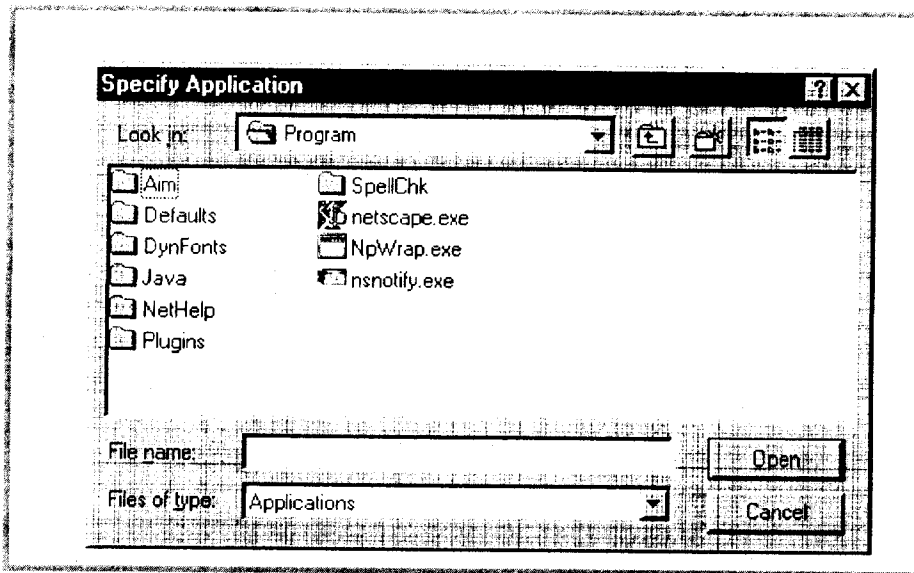 Specify Application
Look in: Program
Aim
Defaults
DynFonts
Java
NetHelp
Plugins
SpellChk
netscape.exe
NpWrap.exe
nsnotify.exe
File name:
Open
Files of type: Applications
Cancel